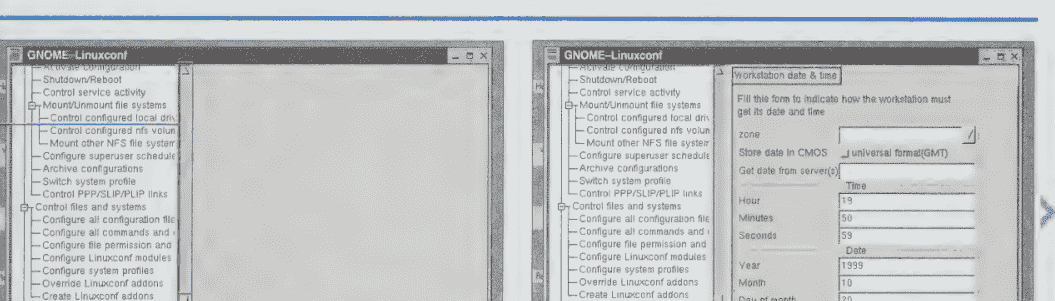 GNOME-Linuxconf
Activate configuration
Shutdown/Reboot
Control service activity
Mount/Unmount file systems
Control configured local driv
Control configured nfs volun
Mount other NFS file system
Configure superuser schedule
Archive configurations
Switch system profile
Control PPP/SLIP/PLIP links
Control files and systems
Configure all configuration file
Configure all commands and
Configure file permission and
Configure Linuxconf modules
Configure system profiles
Override Linuxconf addons
Create Linuxconf addons
GNOME-Linuxconf
Activate configuration
Shutdown/Reboot
Control service activity
Mount/Unmount file systems
Control configured local driv
Control configured nfs volun
Mount other NFS file system
Configure superuser schedule
Archive configurations
Switch system profile
Control PPP/SLIP/PLIP links
Control files and systems
Configure all configuration file
Configure all commands and
Configure file permission and
Configure Linuxconf modules
Configure system profiles
Override Linuxconf addons
Create Linuxconf addons
Workstation date & time
Fill this form to indicate how the workstation must
get its date and time
zone
Store date in CMOS universal format(GMT)
Get date from server(s)
Time
Hour 19
Minutes 50
Seconds 59
Date
Year 1999
Month 10
Day of month 20